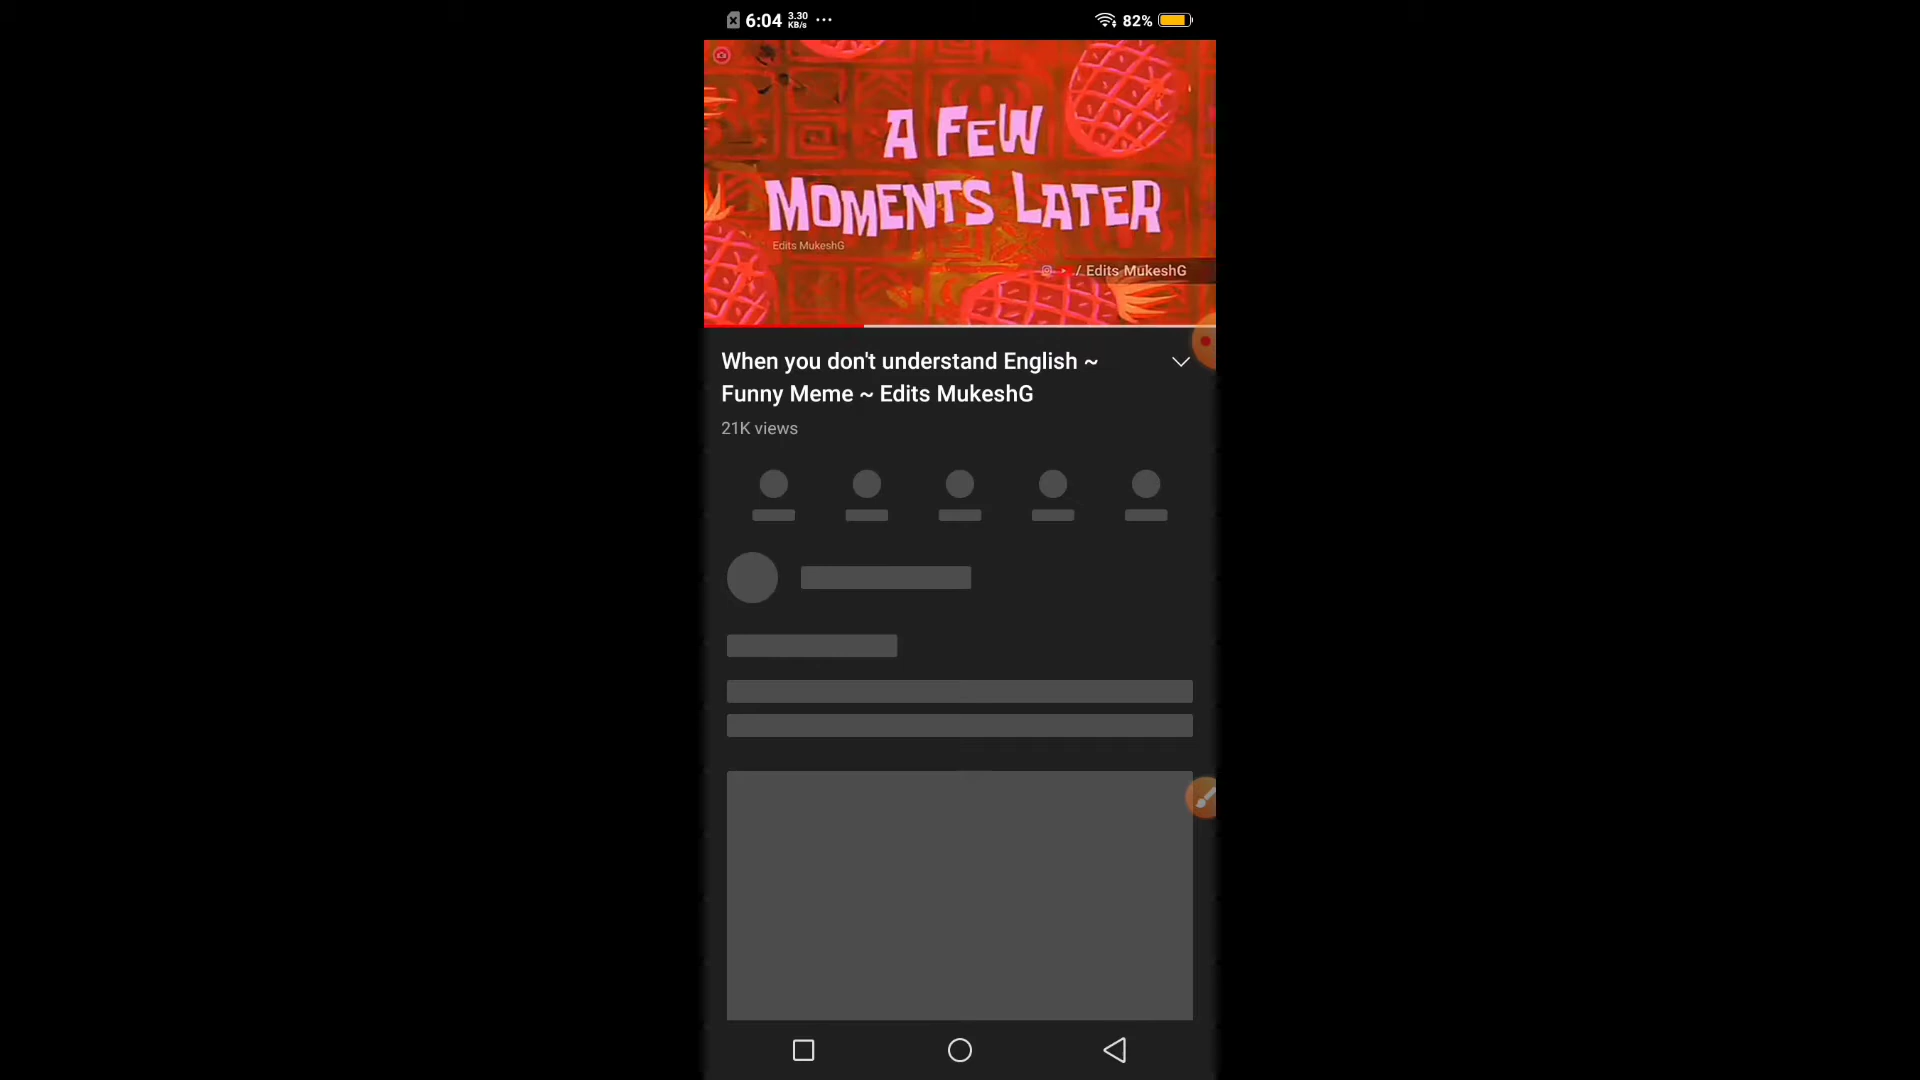 6:04 3.30 KB/s ... 82%
A FEW
MOMENTS LATER
Edits MukeshG
/ Edits MukeshG
When you don't understand English ~
Funny Meme ~ Edits MukeshG
21K views